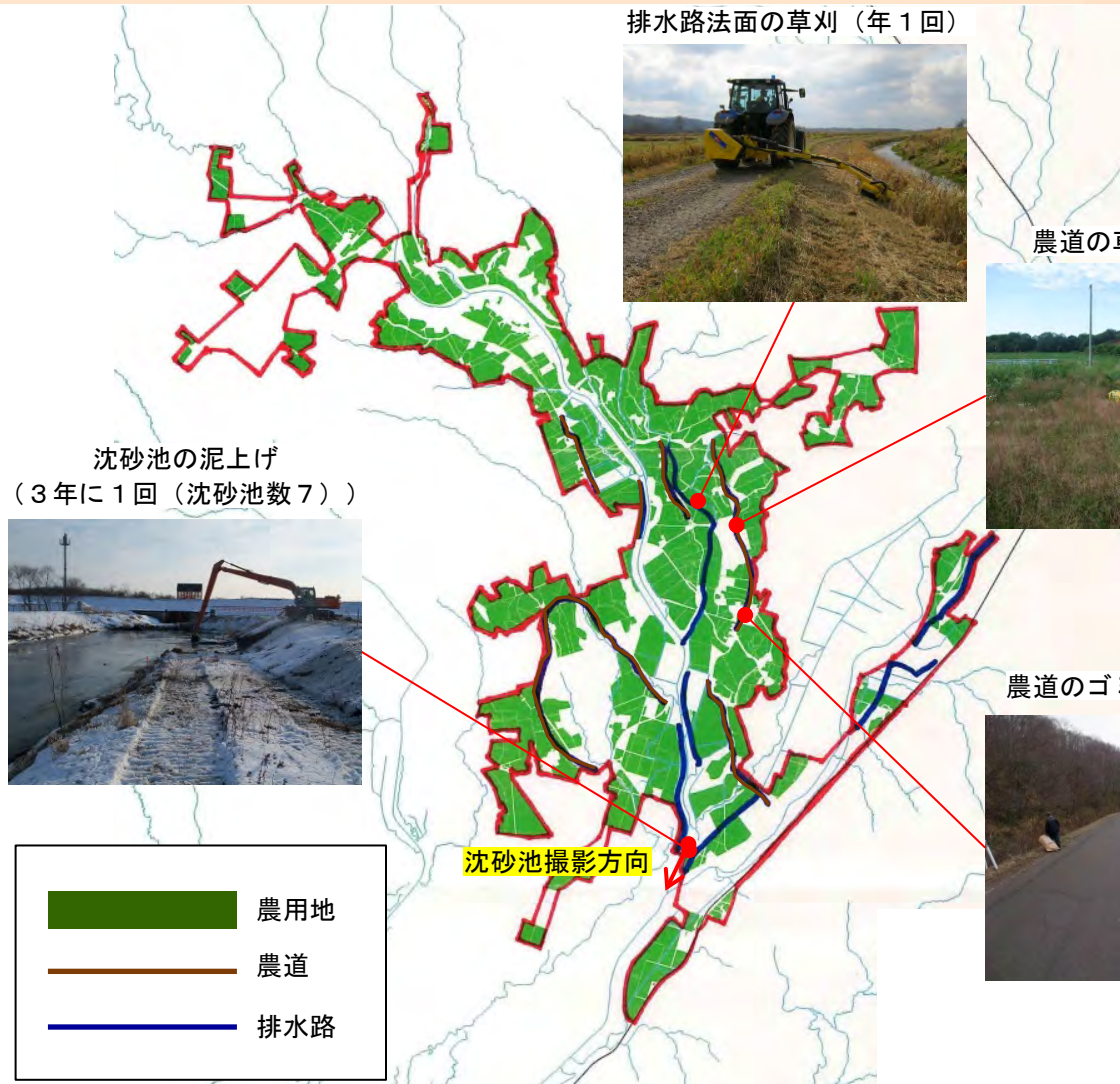 排水路法面の草刈（年１回）
農道の
沈砂池の泥上げ
（３年に１回（沈砂池数７））
農道のゴ
沈砂池撮影方向
農用地
農道
排水路